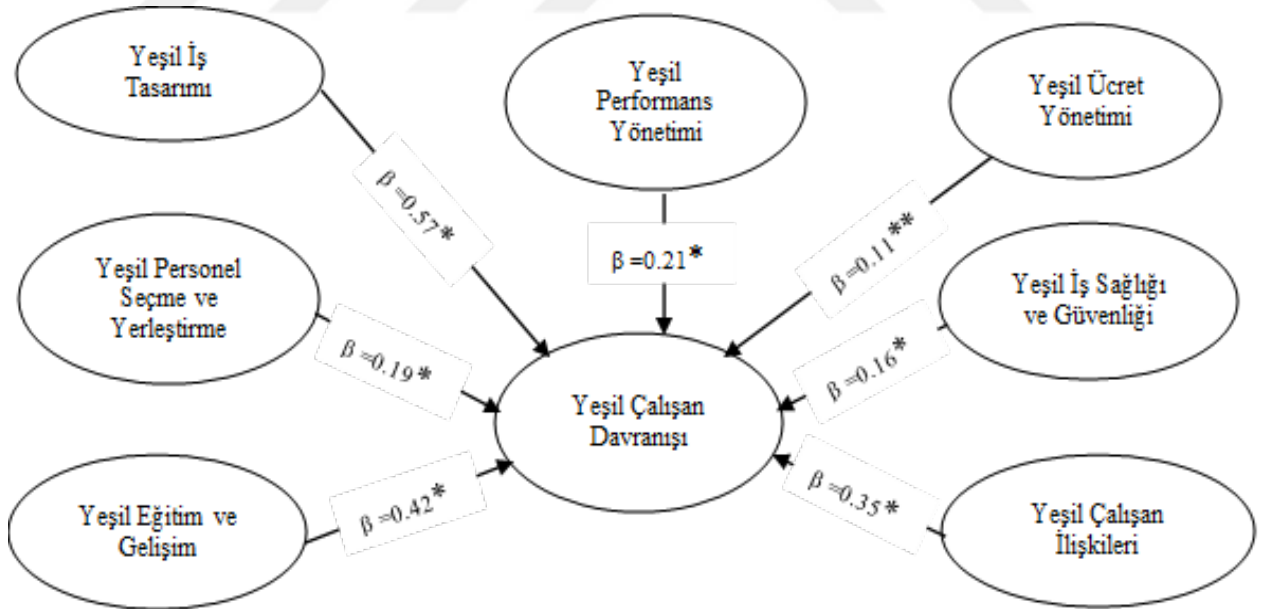 Yeşil İş
Tasarımı
Yeşil
Performans
Yönetimi
Yeşil Ücret
Yönetimi
β =0.57*
β =0.21*
β =0.11**
Yeşil Personel
Seçme ve
Yerleştirme
Yeşil İş Sağlığı
ve Güvenliği
β =0.19*
β =0.16*
Yeşil Çalışan
Davranışı
Yeşil Eğitim ve
Gelişim
β =0.42*
β =0.35*
Yeşil Çalışan
İlişkileri